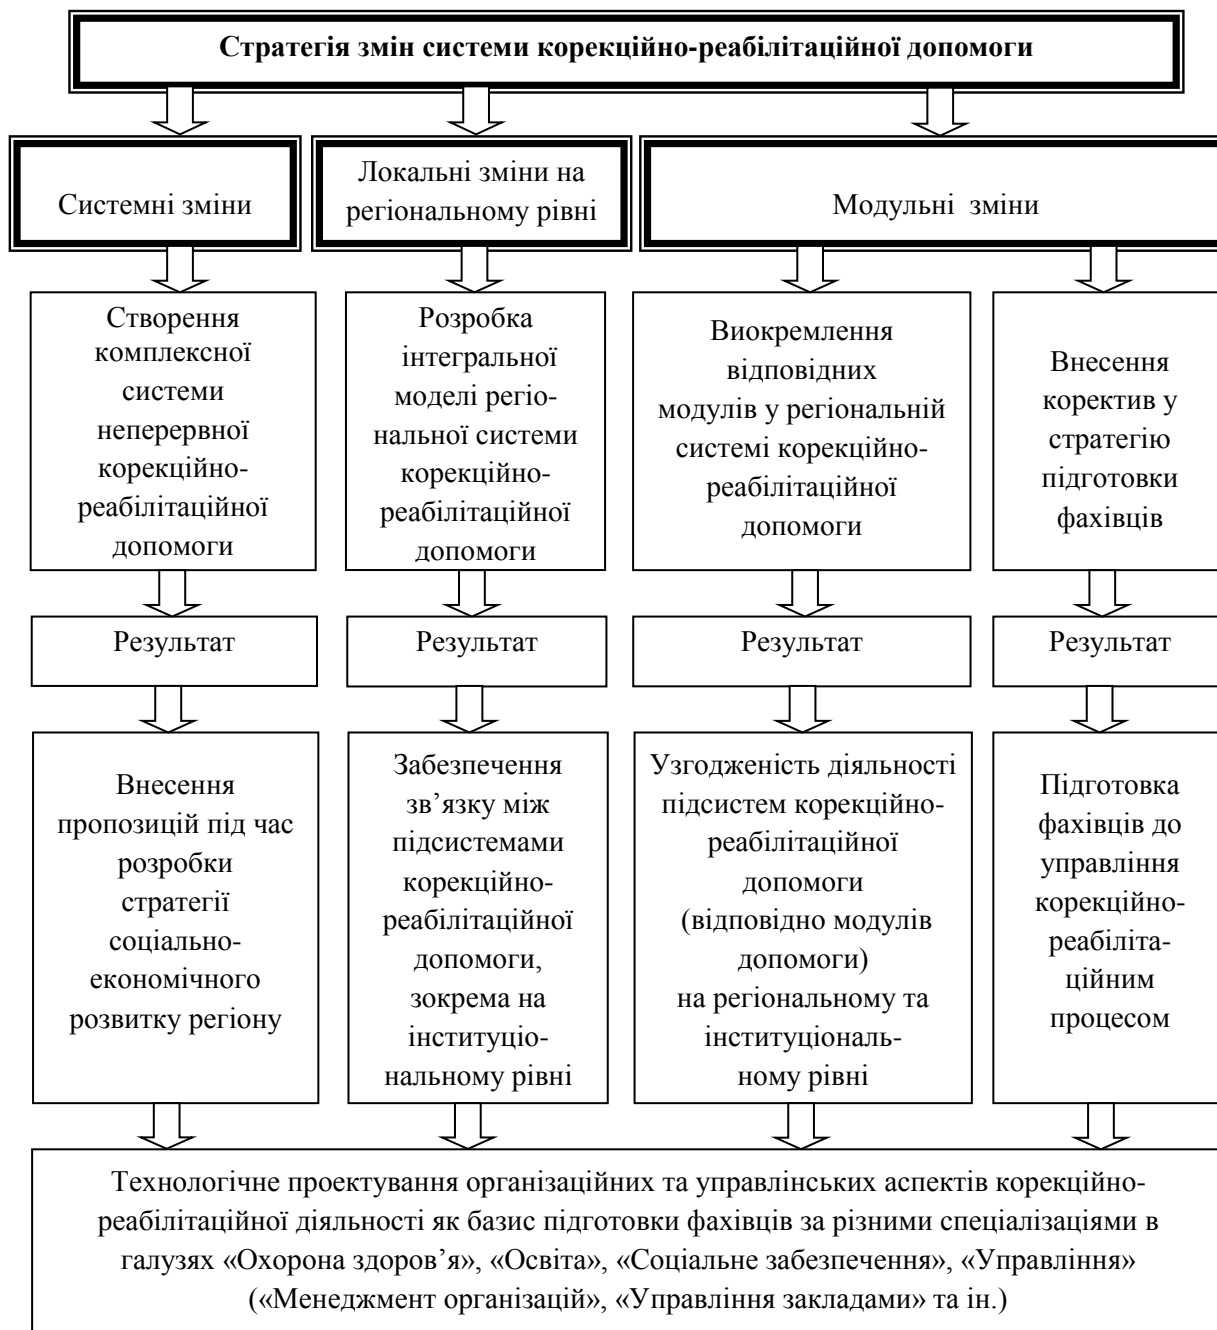 Стратегія змін системи корекційно-реабілітаційної допомоги
Системні зміни
Локальні зміни на
регіональному рівні
Модульні зміни
Створення
комплексної
системи
неперервної
корекційно-
реабілітаційної
допомоги
Розробка
інтегральної
моделі регіо-
нальної системи
корекційно-
реабілітаційної
допомоги
Виокремлення
відповідних
модулів у регіональній
системі корекційно-
реабілітаційної
допомоги
Внесення
коректив у
стратегію
підготовки
фахівців
Результат
Результат
Результат
Результат
Внесення
пропозицій під час
розробки
стратегії
соціально-
економічного
розвитку регіону
Забезпечення
зв’язку між
підсистемами
корекційно-
реабілітаційної
допомоги,
зокрема на
інституціо-
нальному рівні
Узгодженість діяльності
підсистем корекційно-
реабілітаційної
допомоги
(відповідно модулів
допомоги)
на регіональному та
інституціональ-
ному рівні
Підготовка
фахівців до
управління
корекційно-
реабіліта-
ційним
процесом
Технологічне проектування організаційних та управлінських аспектів корекційно-
реабілітаційної діяльності як базис підготовки фахівців за різними спеціалізаціями в
галузях «Охорона здоров’я», «Освіта», «Соціальне забезпечення», «Управління»
(«Менеджмент організацій», «Управління закладами» та ін.)